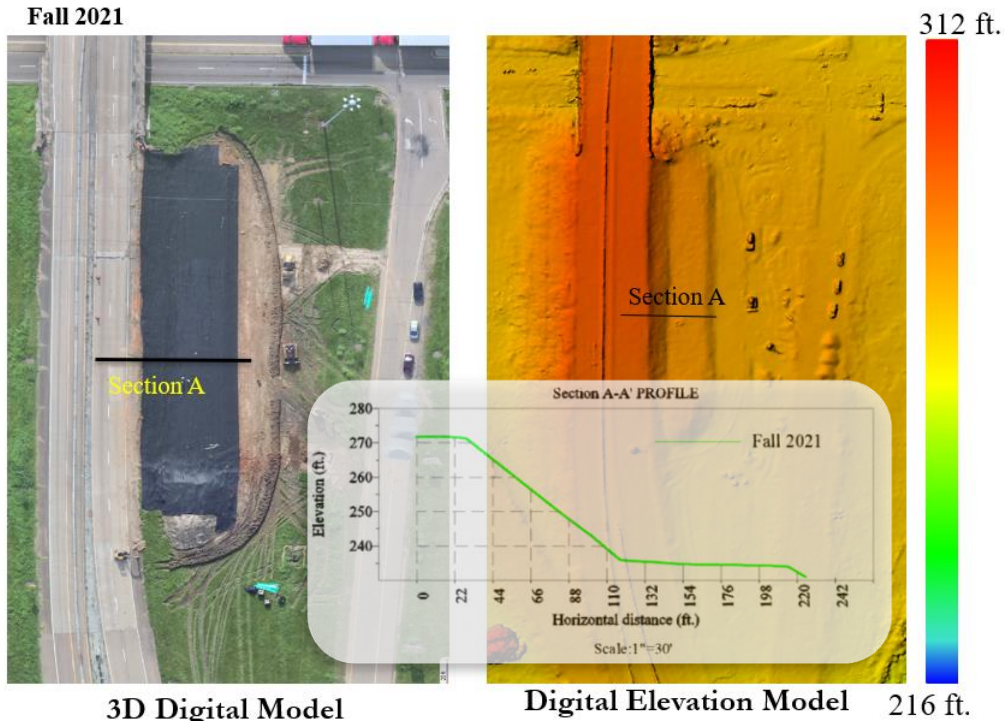 Fall 2021
312 ft.
Section A
Section A
Section A-A' PROFILE
280
270
260
250
240
Elevation (ft.)
Fall 2021
0
22
44
66
88
110
132
154
176
198
220
242
Horizontal distance (ft.)
Scale:1"=30'
3D Digital Model
Digital Elevation Model
216 ft.